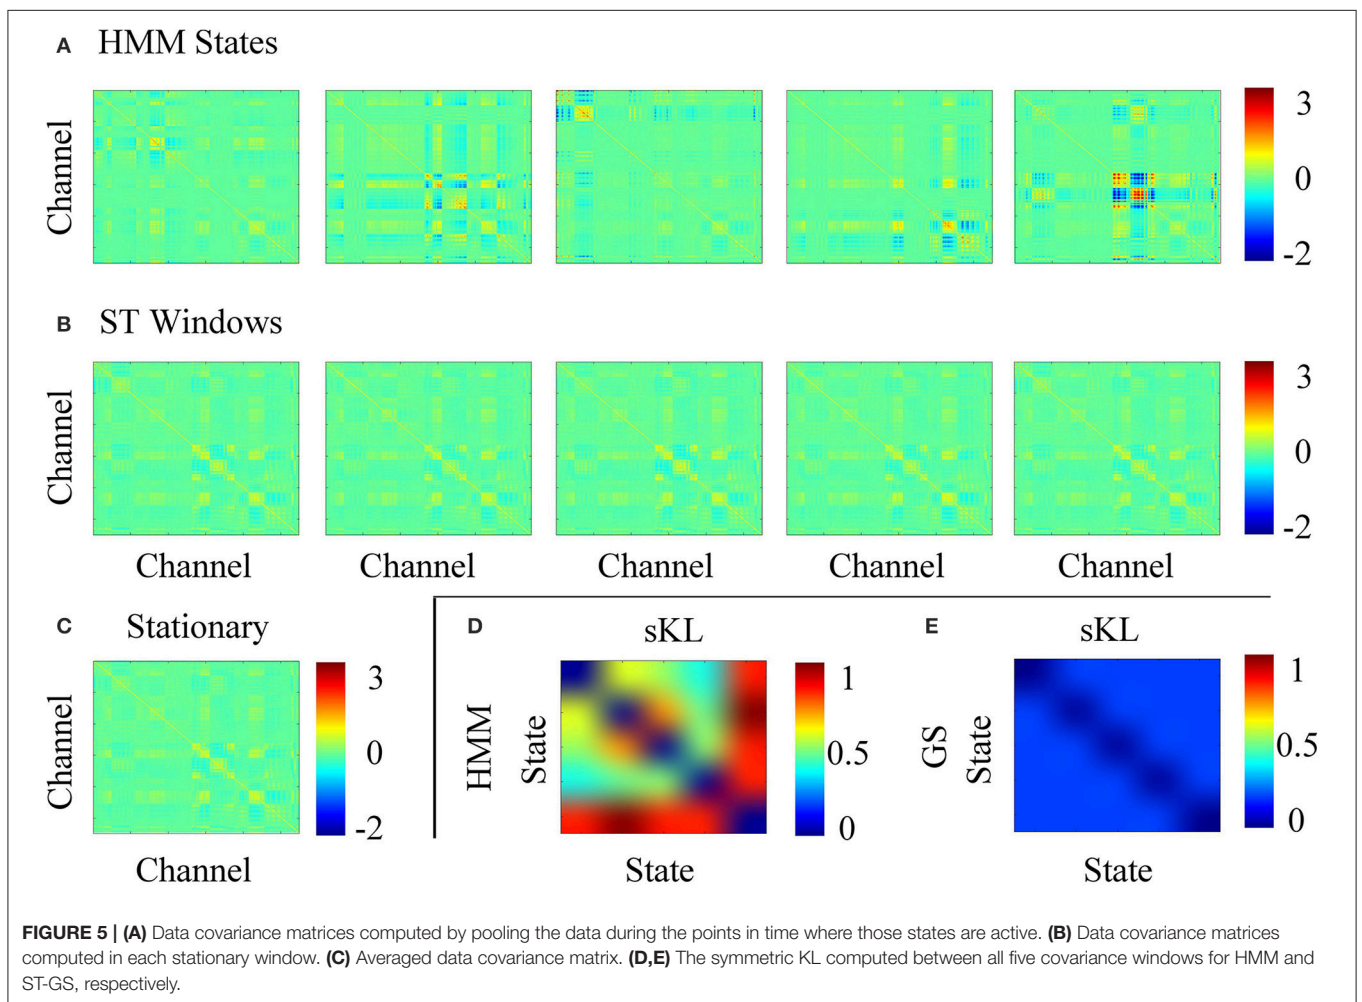 A HMM States
Channel
3
0
-2
B ST Windows
Channel
3
0
-2
Channel Channel Channel Channel Channel
C Stationary
Channel
3
0
-2
Channel
D sKL
HMM
State
1
0.5
0
State
E sKL
GS
State
1
0.5
0
State
FIGURE 5 | (A) Data covariance matrices computed by pooling the data during the points in time where those states are active. (B) Data covariance matrices
computed in each stationary window. (C) Averaged data covariance matrix. (D,E) The symmetric KL computed between all five covariance windows for HMM and
ST-GS, respectively.